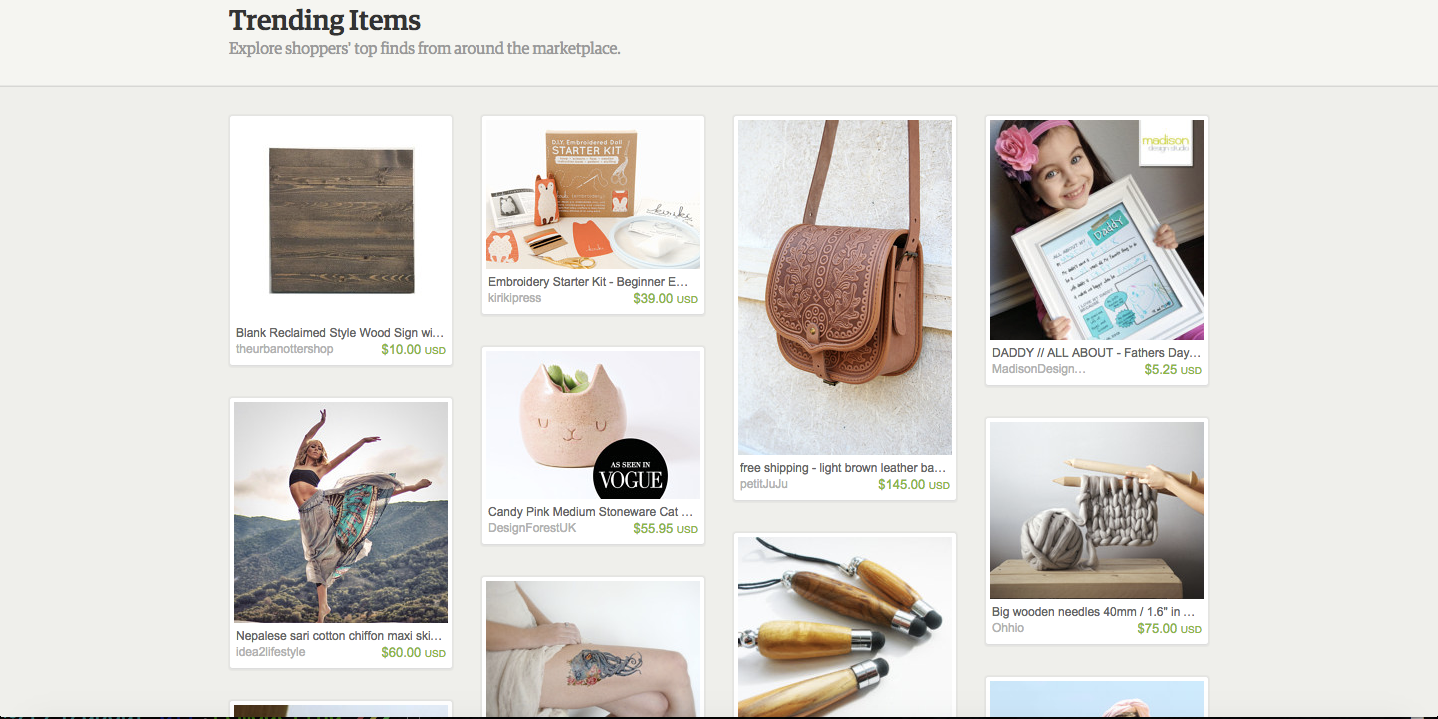 Trending Items
Explore shoppers' top finds from around the marketplace.
Blank Reclaimed Style Wood Sign wi...
theurbanottershop $10.00 USD
D.I.Y. Embroidered Doll
STARTER KIT
Embroidery Starter Kit - Beginner E...
kirikipress $39.00 USD
free shipping - light brown leather ba...
petitJuJu $145.00 USD
madison
design studio
ALL ABOUT MY
Daddy
DADDY // ALL ABOUT - Fathers Day...
MadisonDesign... $5.25 USD
Nepalese sari cotton chiffon maxi ski...
idea2lifestyle $60.00 USD
AS SEEN IN
VOGUE
Candy Pink Medium Stoneware Cat ...
DesignForestUK $55.95 USD
Big wooden needles 40mm / 1.6" in ...
Ohhio $75.00 USD